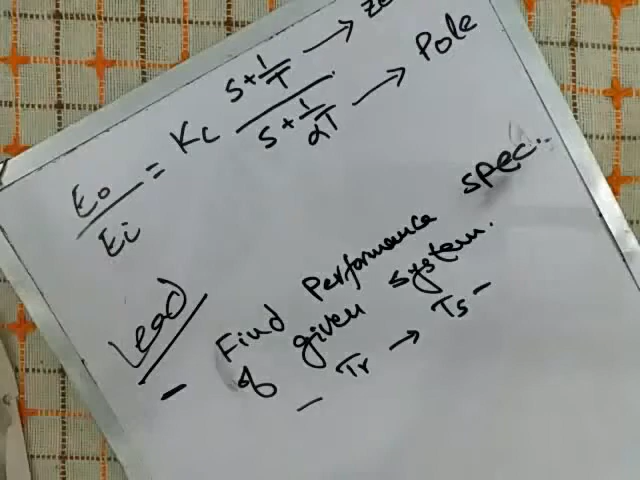 Eo/Ei = Kc (s+1/T)/(s+1/αT) → Pole
Lead
- Find performance spec..
of given system.
- Tr → Ts -